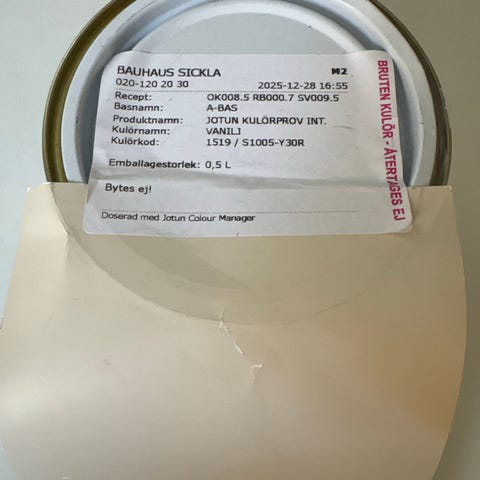 BAUHAUS SICKLA M2
020-120 20 30 2025-12-28 16:55
Recept: OK008.5 RB000.7 SV009.5
Basnamn: A-BAS
Produktnamn: JOTUN KULÖRPROV INT.
Kulörnamn: VANILJ
Kulörkod: 1519 / S1005-Y30R
Emballagestorlek: 0,5 L
Bytes ej!
Doserad med Jotun Colour Manager
BRUTEN KULÖR - ÅTERTAGES EJ